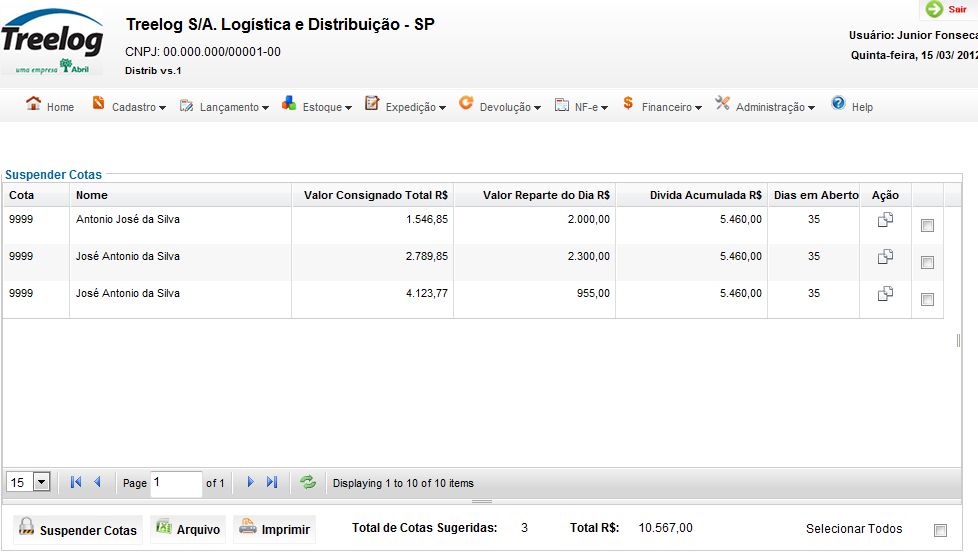 Treelog
uma empresa Abril
Treelog S/A. Logística e Distribuição - SP
CNPJ: 00.000.000/00001-00
Distrib vs.1
Sair
Usuário: Junior Fonseca
Quinta-feira, 15 /03/ 2012
Home Cadastro Lançamento Estoque Expedição Devolução NF-e Financeiro Administração Help
Suspender Cotas
Cota Nome Valor Consignado Total R$ Valor Reparte do Dia R$ Divida Acumulada R$ Dias em Aberto Ação
9999 Antonio José da Silva 1.546,85 2.000,00 5.460,00 35
9999 José Antonio da Silva 2.789,85 2.300,00 5.460,00 35
9999 José Antonio da Silva 4.123,77 955,00 5.460,00 35
15 Page 1 of 1 Displaying 1 to 10 of 10 items
Suspender Cotas Arquivo Imprimir Total de Cotas Sugeridas: 3 Total R$: 10.567,00 Selecionar Todos